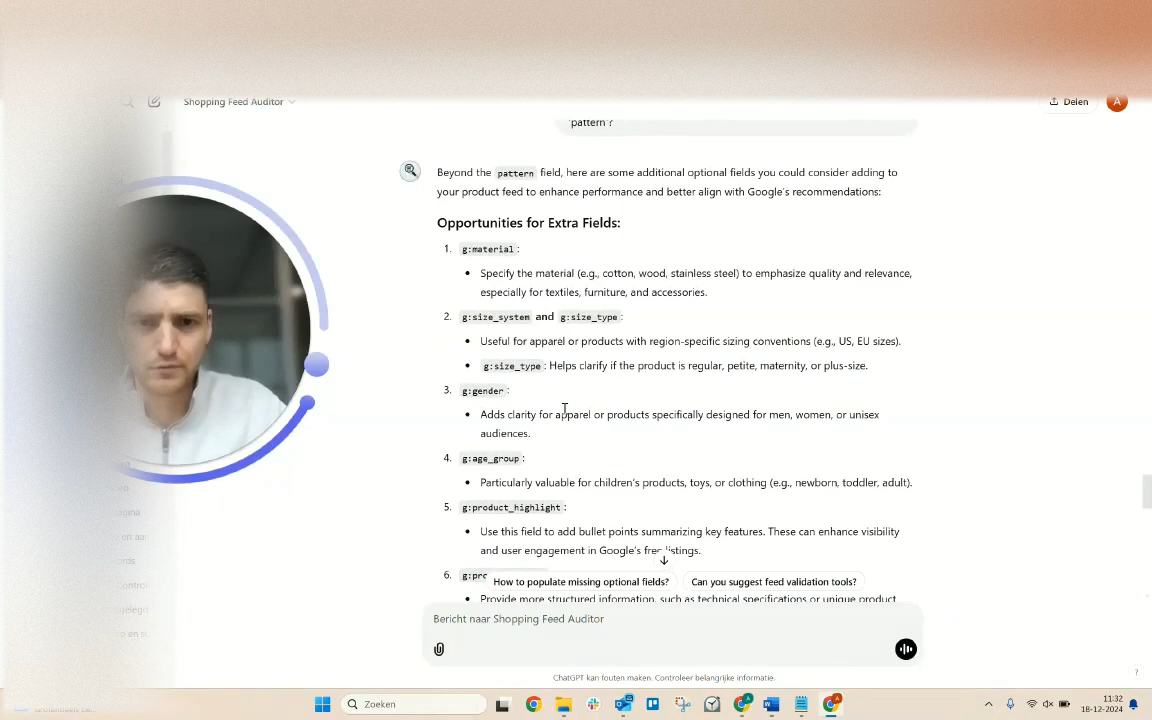 Shopping Feed Auditor
Delen
A
'pattern'?
Beyond the pattern field, here are some additional optional fields you could consider adding to
your product feed to enhance performance and better align with Google's recommendations:
Opportunities for Extra Fields:
1. g:material:
• Specify the material (e.g., cotton, wood, stainless steel) to emphasize quality and relevance,
especially for textiles, furniture, and accessories.
2. g:size_system and g:size_type:
• Useful for apparel or products with region-specific sizing conventions (e.g., US, EU sizes).
• g:size_type: Helps clarify if the product is regular, petite, maternity, or plus-size.
3. g:gender:
• Adds clarity for apparel or products specifically designed for men, women, or unisex
audiences.
4. g:age_group:
• Particularly valuable for children's products, toys, or clothing (e.g., newborn, toddler, adult).
5. g:product_highlight:
• Use this field to add bullet points summarizing key features. These can enhance visibility
and user engagement in Google's free listings.
6. g:pro
How to populate missing optional fields?
Can you suggest feed validation tools?
• Provide more structured information, such as technical specifications or unique product
Bericht naar Shopping Feed Auditor
ChatGPT kan fouten maken. Controleer belangrijke informatie.
?
Zoeken
11:32
18-12-2024